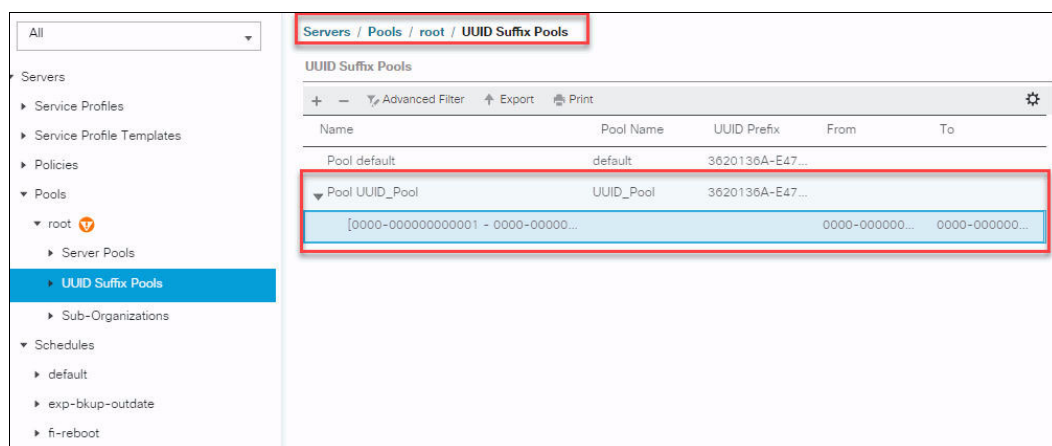 All
Servers
Service Profiles
Service Profile Templates
Policies
Pools
root
Server Pools
UUID Suffix Pools
Sub-Organizations
Schedules
default
exp-bkup-outdate
fi-reboot
Servers / Pools / root / UUID Suffix Pools
UUID Suffix Pools
+ − Advanced Filter Export Print
Name Pool Name UUID Prefix From To
Pool default default 3620136A-E47...
Pool UUID_Pool UUID_Pool 3620136A-E47...
[0000-000000000001 - 0000-00000... 0000-000000... 0000-000000...